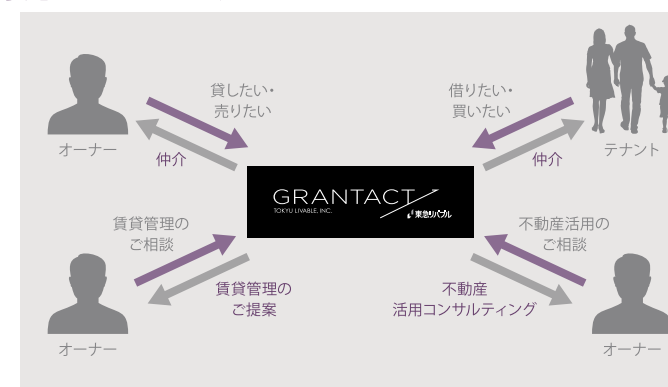 貸したい・
売りたい
借りたい・
買いたい
オーナー
仲介
仲介
テナント
GRANTACT
TOKYU LIVABLE, INC.
東急リバブル
賃貸管理の
ご相談
不動産活用の
ご相談
賃貸管理の
ご提案
不動産
活用コンサルティング
オーナー
オーナー